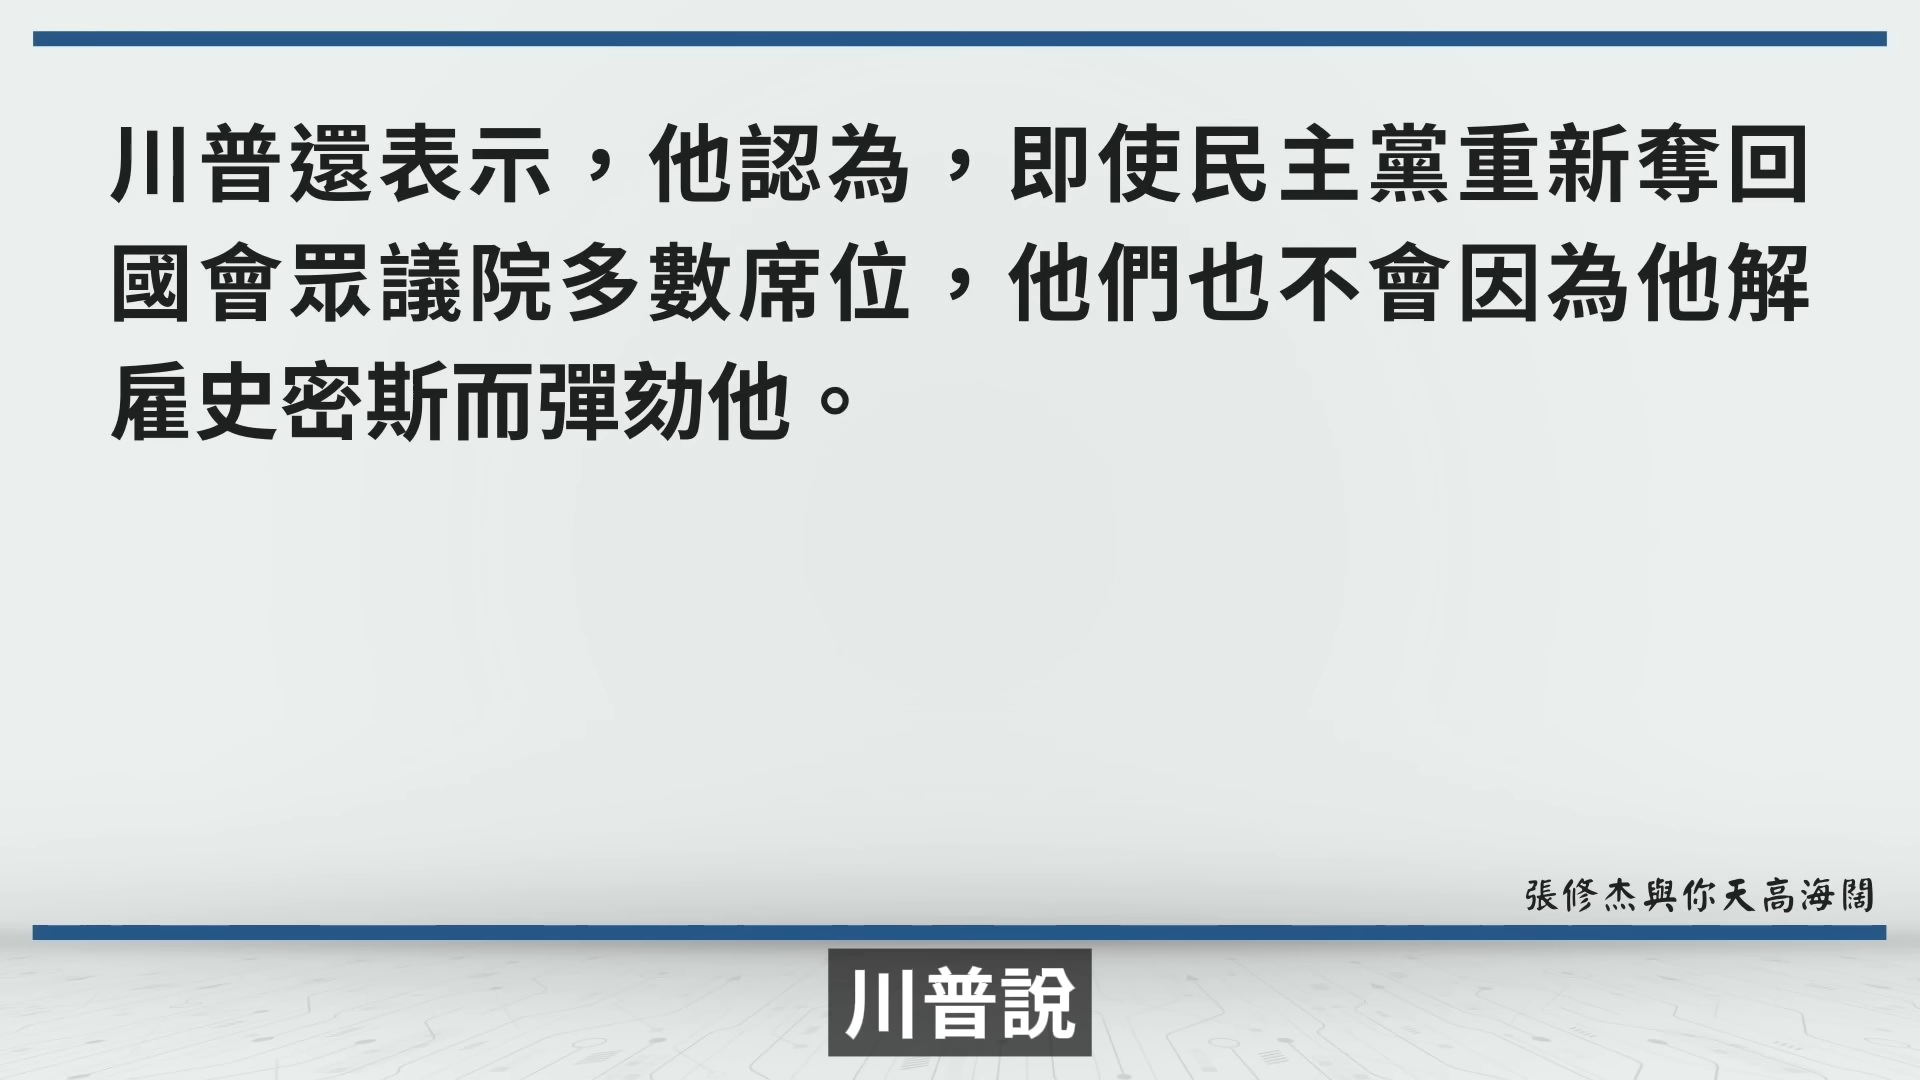 川普還表示，他認為，即使民主黨重新奪回
國會眾議院多數席位，他們也不會因為他解
雇史密斯而彈劾他。
張修杰與你天高海闊
川普說